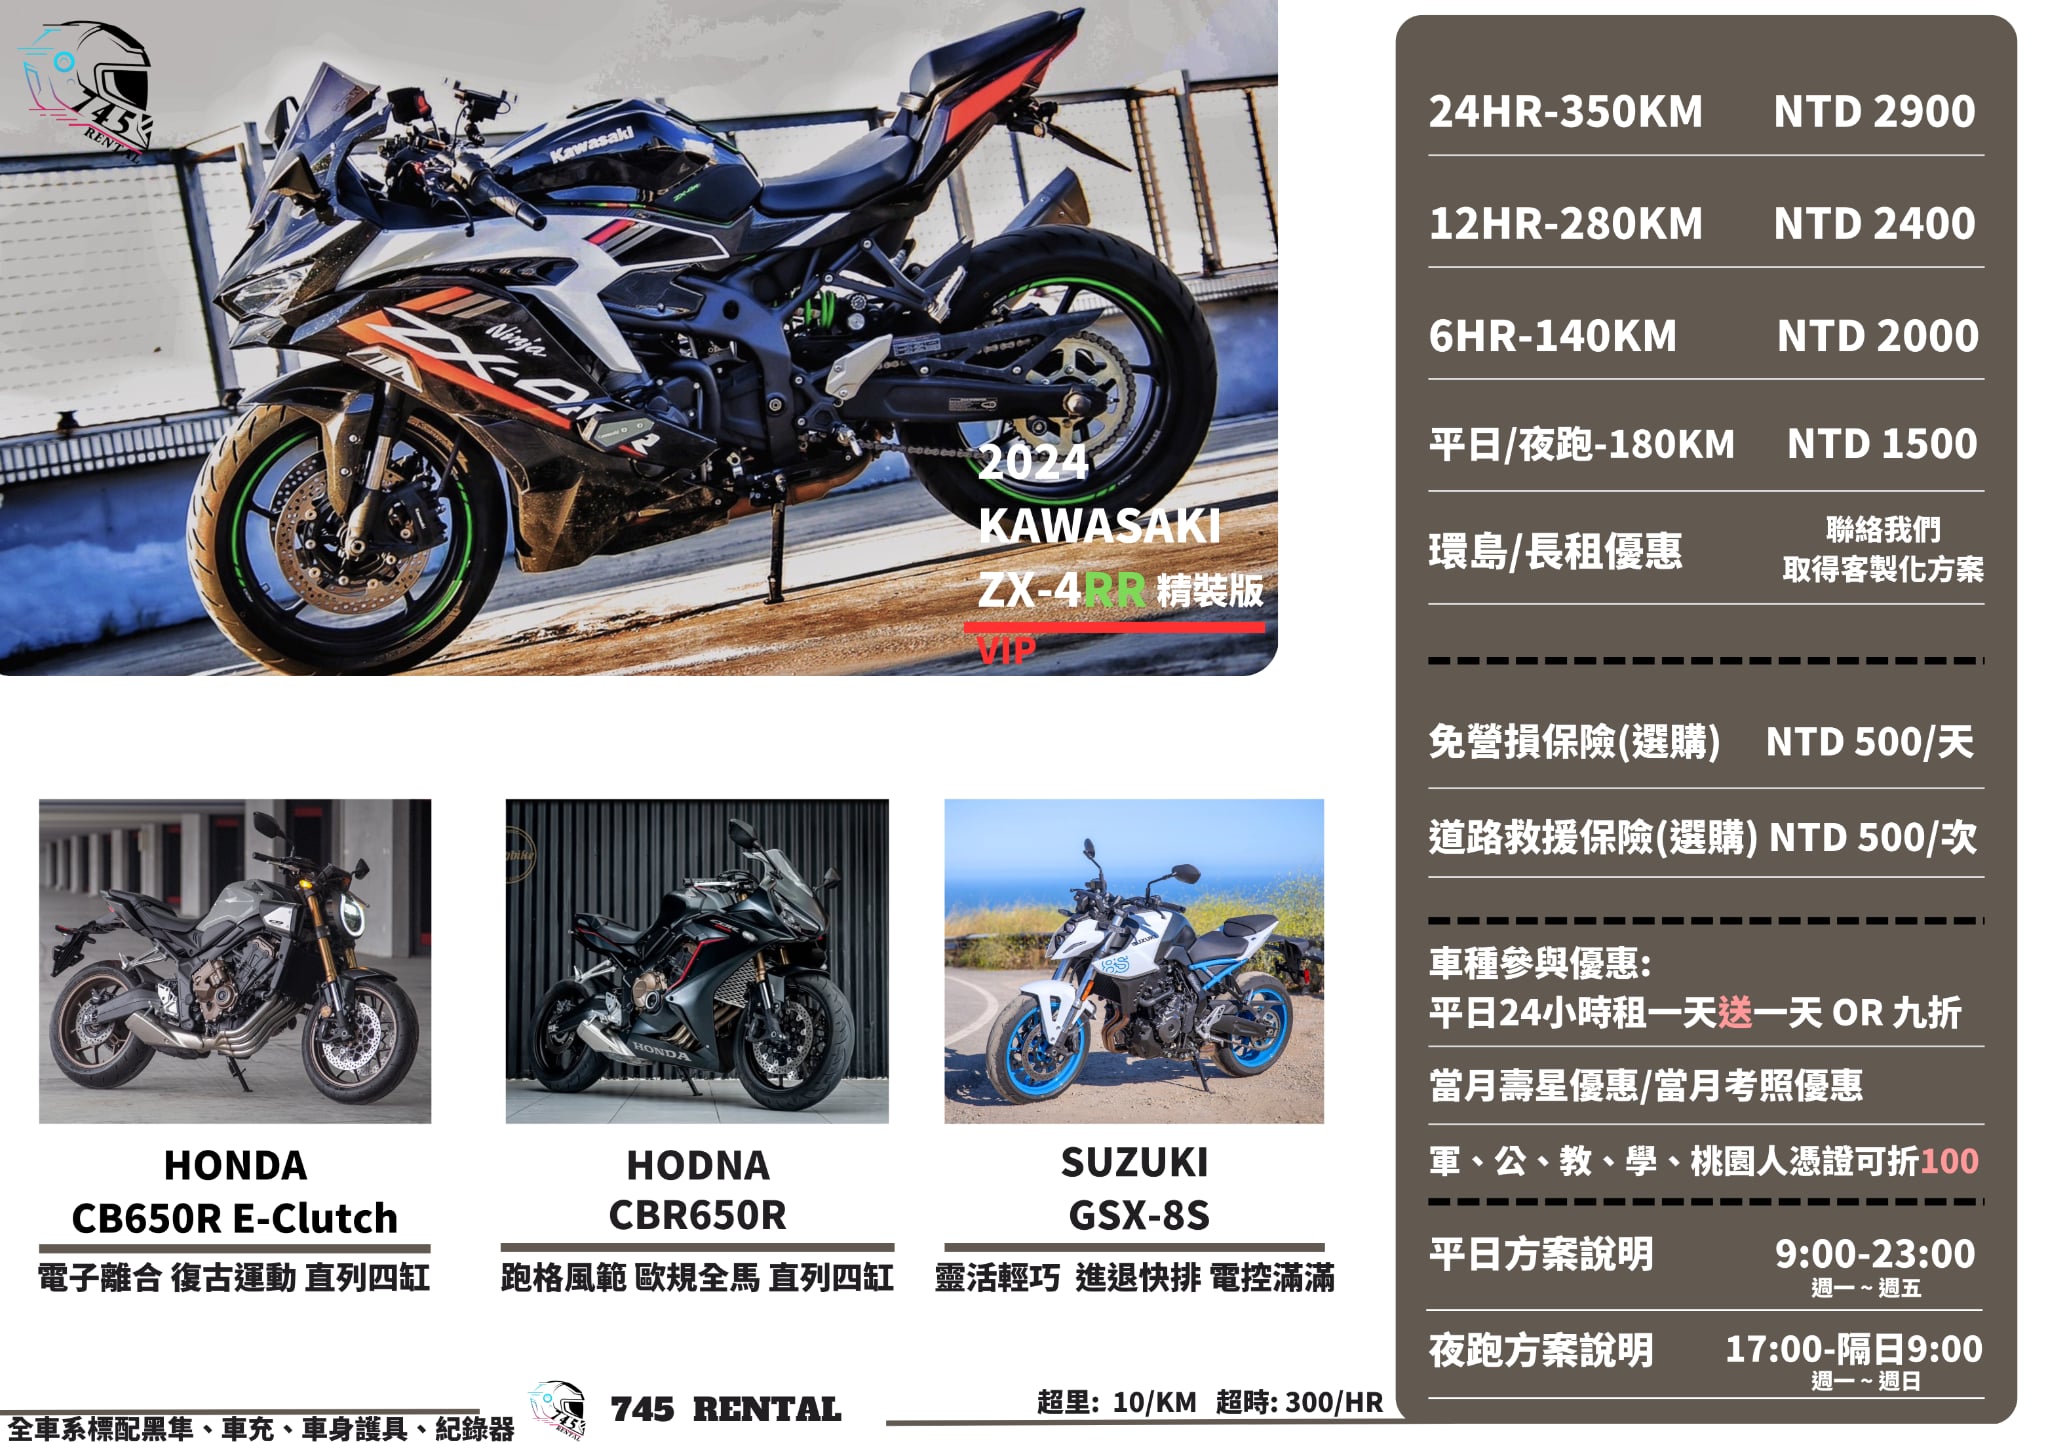 745
RENTAL
Kawasaki
ZX-6R
Ninja
2024
KAWASAKI
ZX-4RR 精裝版
VIP
24HR-350KM NTD 2900
12HR-280KM NTD 2400
6HR-140KM NTD 2000
平日/夜跑-180KM NTD 1500
環島/長租優惠 聯絡我們
取得客製化方案
免營損保險(選購) NTD 500/天
道路救援保險(選購) NTD 500/次
車種參與優惠:
平日24小時租一天送一天 OR 九折
當月壽星優惠/當月考照優惠
軍、公、教、學、桃園人憑證可折100
平日方案說明 9:00-23:00
週一 ~ 週五
夜跑方案說明 17:00-隔日9:00
週一 ~ 週日
HONDA
CB650R E-Clutch
電子離合 復古運動 直列四缸
HONDA
HODNA
CBR650R
跑格風範 歐規全馬 直列四缸
SUZUKI
8S
SUZUKI
GSX-8S
靈活輕巧 進退快排 電控滿滿
全車系標配黑隼、車充、車身護具、紀錄器
745
RENTAL
745 RENTAL
超里: 10/KM 超時: 300/HR